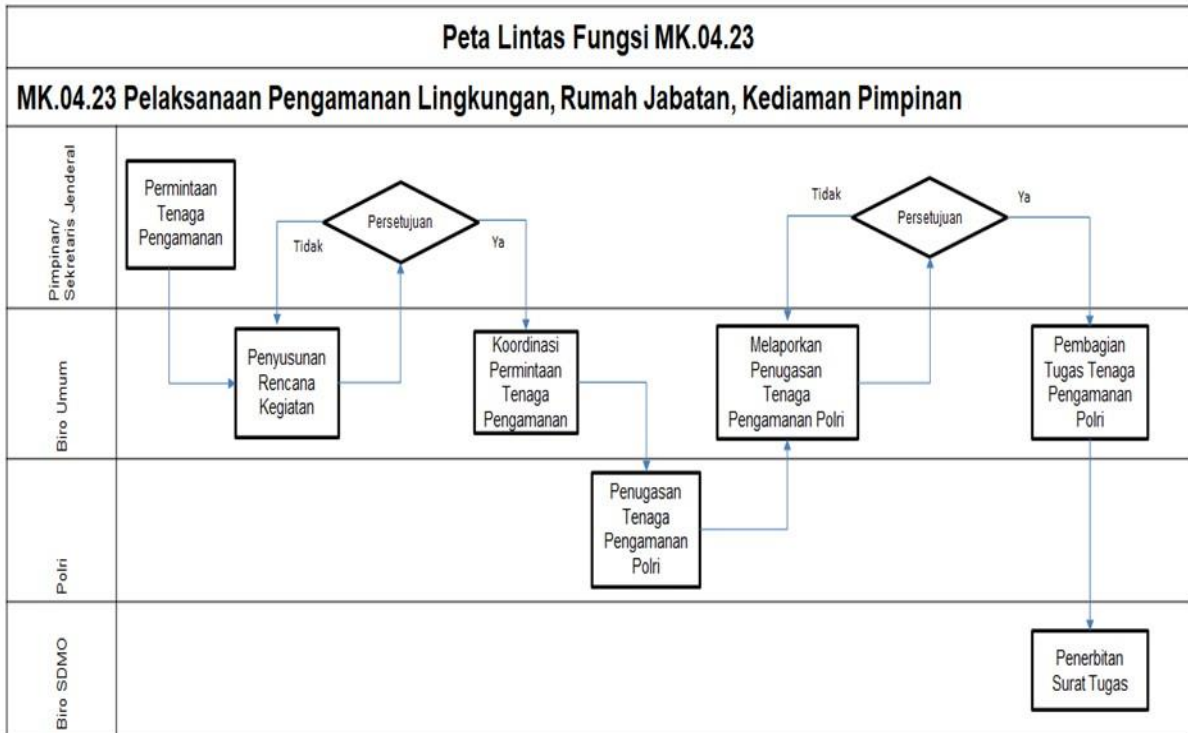 Peta Lintas Fungsi MK.04.23
MK.04.23 Pelaksanaan Pengamanan Lingkungan, Rumah Jabatan, Kediaman Pimpinan
Pimpinan/
Sekretaris Jenderal
Permintaan
Tenaga
Pengamanan
Persetujuan
Tidak
Ya
Persetujuan
Tidak
Ya
Biro Umum
Penyusunan
Rencana
Kegiatan
Koordinasi
Permintaan
Tenaga
Pengamanan
Melaporkan
Penugasan
Tenaga
Pengamanan Polri
Pembagian
Tugas Tenaga
Pengamanan
Polri
Polri
Penugasan
Tenaga
Pengamanan
Polri
Biro SDMO
Penerbitan
Surat Tugas